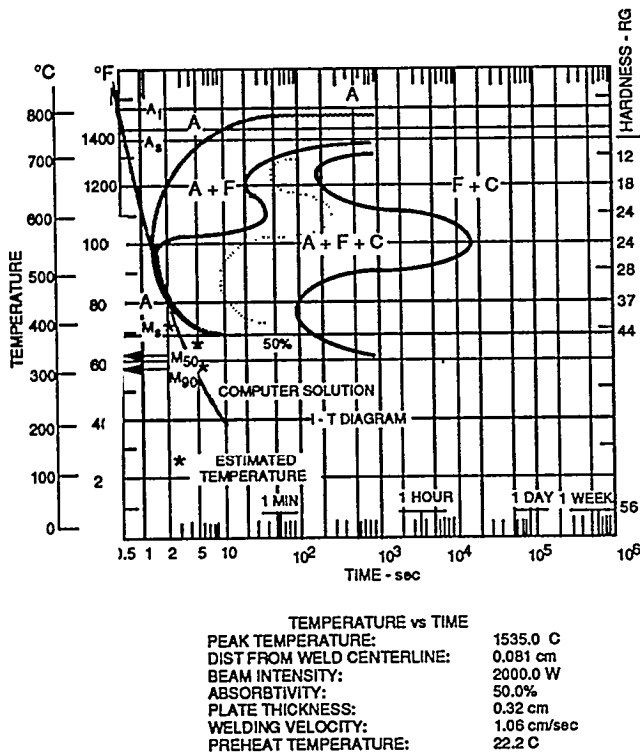 °C
°F
HARDNESS - RG
800
700
600
500
400
300
200
100
0
1400
1200
100
80
60
2
TEMPERATURE
Af
As
A
A
A + F
F + C
A + F + C
A
Ms *
*
M50
M90 *
50%
COMPUTER SOLUTION
I - T DIAGRAM
* ESTIMATED
TEMPERATURE
1 MIN
1 HOUR
1 DAY
1 WEEK
12
18
24
24
28
37
44
56
1 2 5 10 10² 10³ 10⁴ 10⁵ 10⁶
TIME - sec
TEMPERATURE vs TIME
PEAK TEMPERATURE: 1535.0 C
DIST FROM WELD CENTERLINE: 0.081 cm
BEAM INTENSITY: 2000.0 W
ABSORBTIVITY: 50.0%
PLATE THICKNESS: 0.32 cm
WELDING VELOCITY: 1.06 cm/sec
PREHEAT TEMPERATURE: 22.2 C